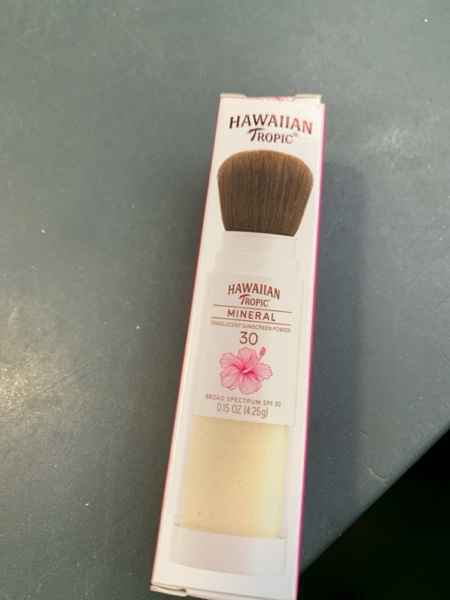 HAWAIIAN
TROPIC®
HAWAIIAN
TROPIC®
MINERAL
TRANSLUCENT SUNSCREEN POWDER
30
BROAD SPECTRUM SPF 30
0.15 OZ (4.25g)